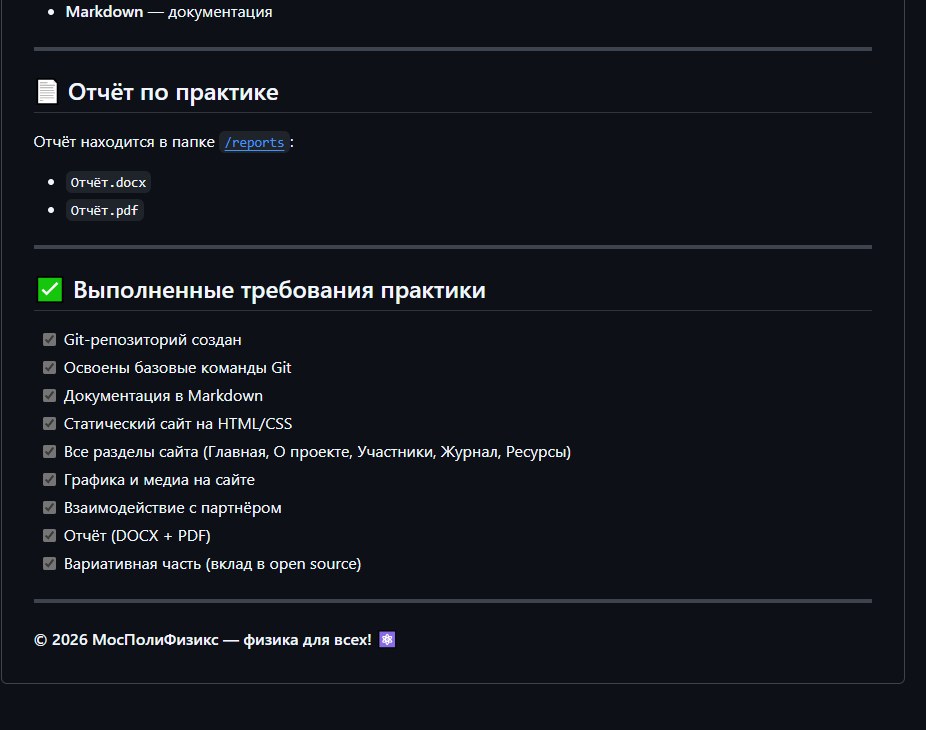 Markdown — документация
Отчёт по практике
Отчёт находится в папке /reports:
Отчёт.docx
Отчёт.pdf
Выполненные требования практики
Git-репозиторий создан
Освоены базовые команды Git
Документация в Markdown
Статический сайт на HTML/CSS
Все разделы сайта (Главная, О проекте, Участники, Журнал, Ресурсы)
Графика и медиа на сайте
Взаимодействие с партнёром
Отчёт (DOCX + PDF)
Вариативная часть (вклад в open source)
© 2026 МосПолиФизикс — физика для всех!